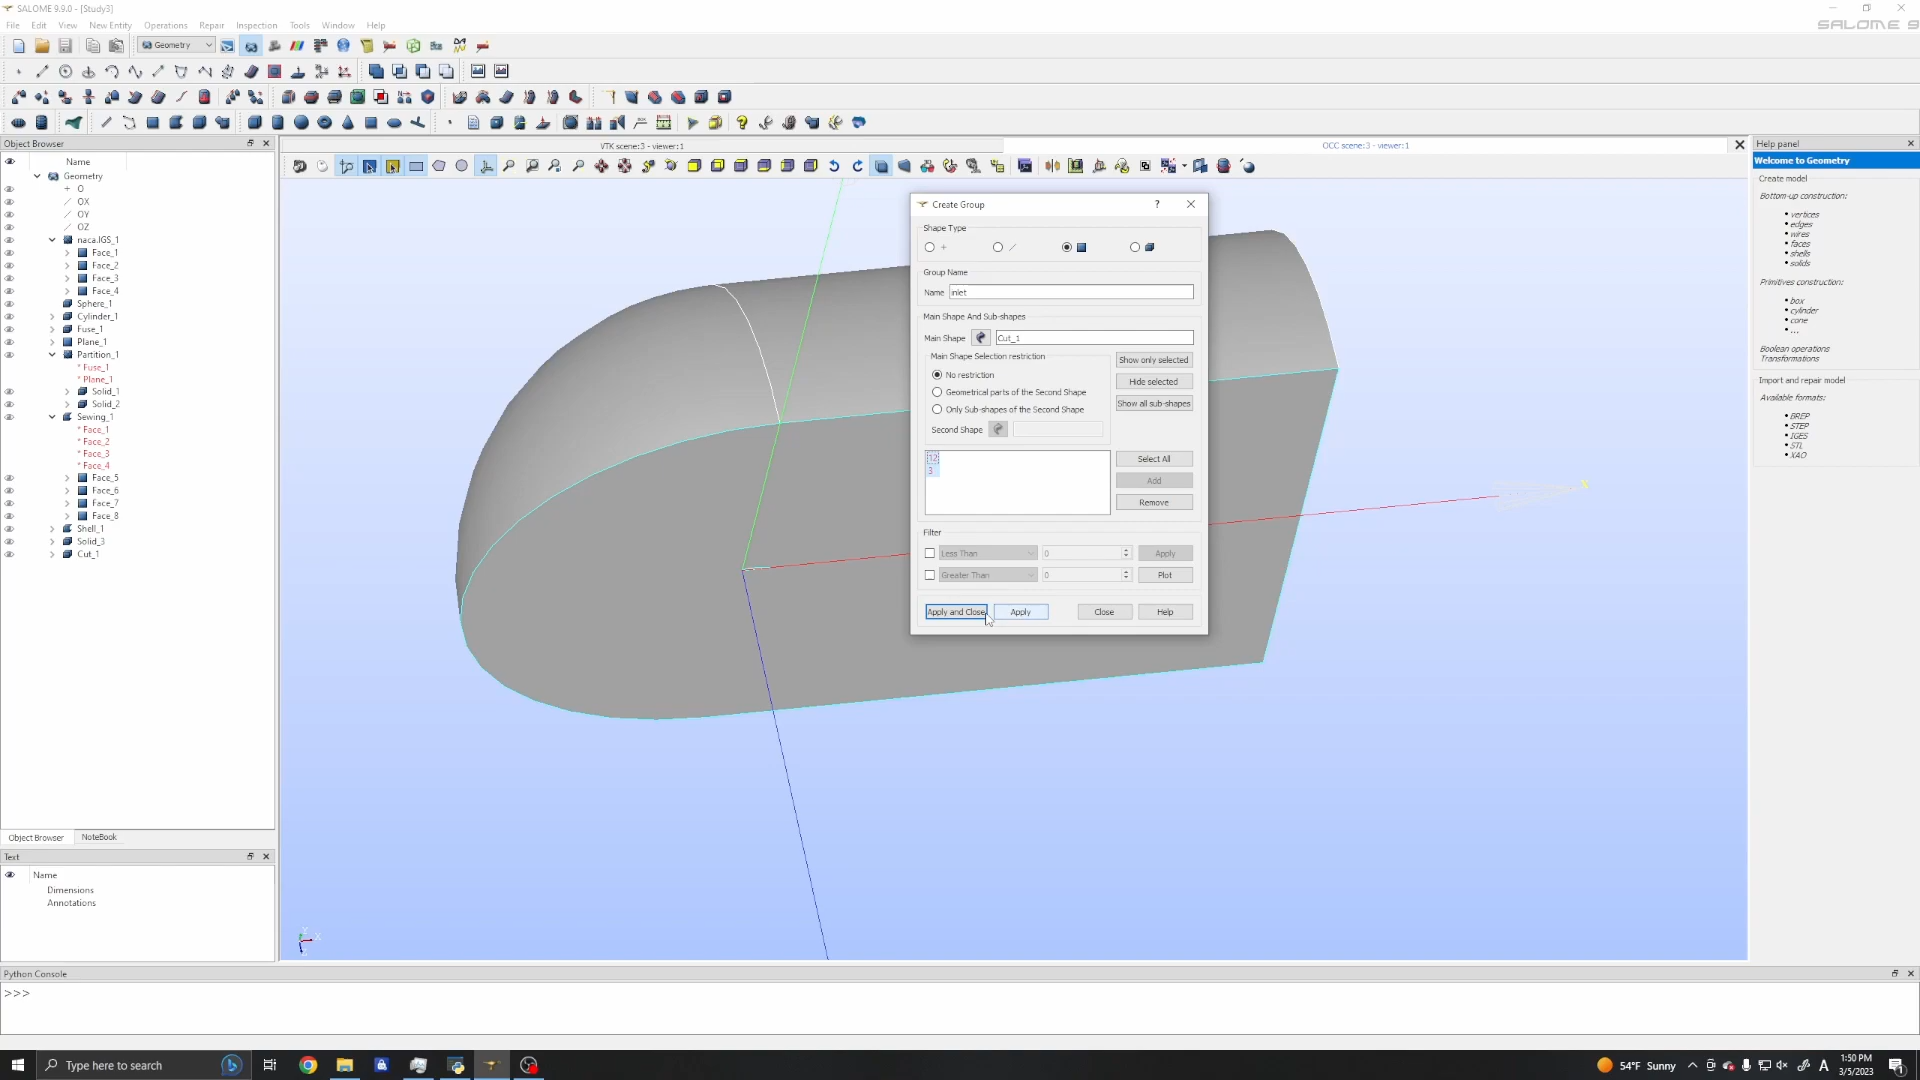 SALOME 9.9.0 - [Study3]
File Edit View New Entity Operations Repair Inspection Tools Window Help
SALOME 9
Geometry
Object Browser
VTK scene:3 - viewer:1
OCC scene:3 - viewer:1
Help panel
Name
Geometry
O
OX
OY
OZ
naca.IGS_1
Face_1
Face_2
Face_3
Face_4
Sphere_1
Cylinder_1
Fuse_1
Plane_1
Partition_1
* Fuse_1
* Plane_1
Solid_1
Solid_2
Sewing_1
* Face_1
* Face_2
* Face_3
* Face_4
Face_5
Face_6
Face_7
Face_8
Shell_1
Solid_3
Cut_1
Object Browser NoteBook
Text
Name
Dimensions
Annotations
Create Group
?
Shape Type
Group Name
Name inlet
Main Shape And Sub-shapes
Main Shape Cut_1
Main Shape Selection restriction
No restriction
Geometrical parts of the Second Shape
Only Sub-shapes of the Second Shape
Second Shape
Show only selected
Hide selected
Show all sub-shapes
12
3
Select All
Add
Remove
Filter
Less Than 0 Apply
Greater Than 0 Plot
Apply and Close Apply Close Help
X
Y
X
Welcome to Geometry
Create model
Bottom-up construction:
vertices
edges
wires
faces
shells
solids
Primitives construction:
box
cylinder
cone
...
Boolean operations
Transformations
Import and repair model
Available formats:
BREP
STEP
IGES
STL
XAO
Python Console
>>>
Type here to search
54°F Sunny
A
1:50 PM
3/5/2023
1